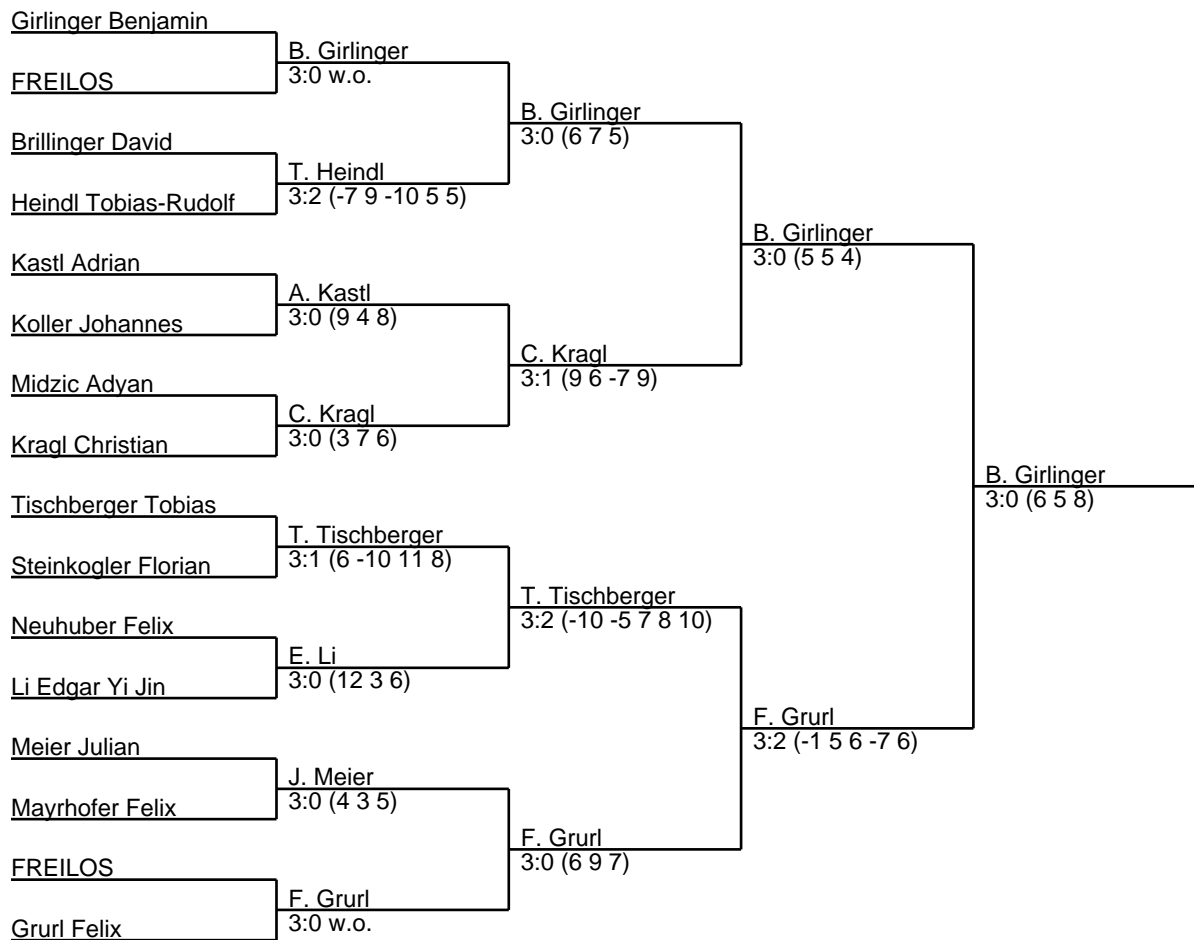 Girlinger Benjamin
FREILOS
Brillinger David
Heindl Tobias-Rudolf
Kastl Adrian
Koller Johannes
Midzic Adyan
Kragl Christian
Tischberger Tobias
Steinkogler Florian
Neuhuber Felix
Li Edgar Yi Jin
Meier Julian
Mayrhofer Felix
FREILOS
Grurl Felix
B. Girlinger
3:0 w.o.
T. Heindl
3:2 (-7 9 -10 5 5)
A. Kastl
3:0 (9 4 8)
C. Kragl
3:0 (3 7 6)
T. Tischberger
3:1 (6 -10 11 8)
E. Li
3:0 (12 3 6)
J. Meier
3:0 (4 3 5)
F. Grurl
3:0 w.o.
B. Girlinger
3:0 (6 7 5)
C. Kragl
3:1 (9 6 -7 9)
T. Tischberger
3:2 (-10 -5 7 8 10)
F. Grurl
3:0 (6 9 7)
B. Girlinger
3:0 (5 5 4)
F. Grurl
3:2 (-1 5 6 -7 6)
B. Girlinger
3:0 (6 5 8)